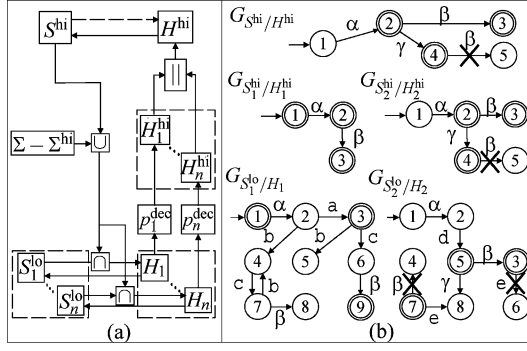 S^hi H^hi
||
H_1^hi
Σ − Σ^hi ∪
H_n^hi
p_1^dec p_n^dec
S_1^lo ∩ H_1
S_n^lo ∩ H_n
(a)
G_{S^hi/H^hi}
1 α 2 β 3
γ 4 β 5
G_{S_1^hi/H_1^hi} G_{S_2^hi/H_2^hi}
1 α 2 1 α 2 β 3
β γ
3 4 β 5
G_{S_1^lo/H_1} G_{S_2^lo/H_2}
1 α 2 a 3 1 α 2
b b c d
4 5 6 4 5 β 3
c b β β γ e
7 β 8 9 7 e 8 6
(b)